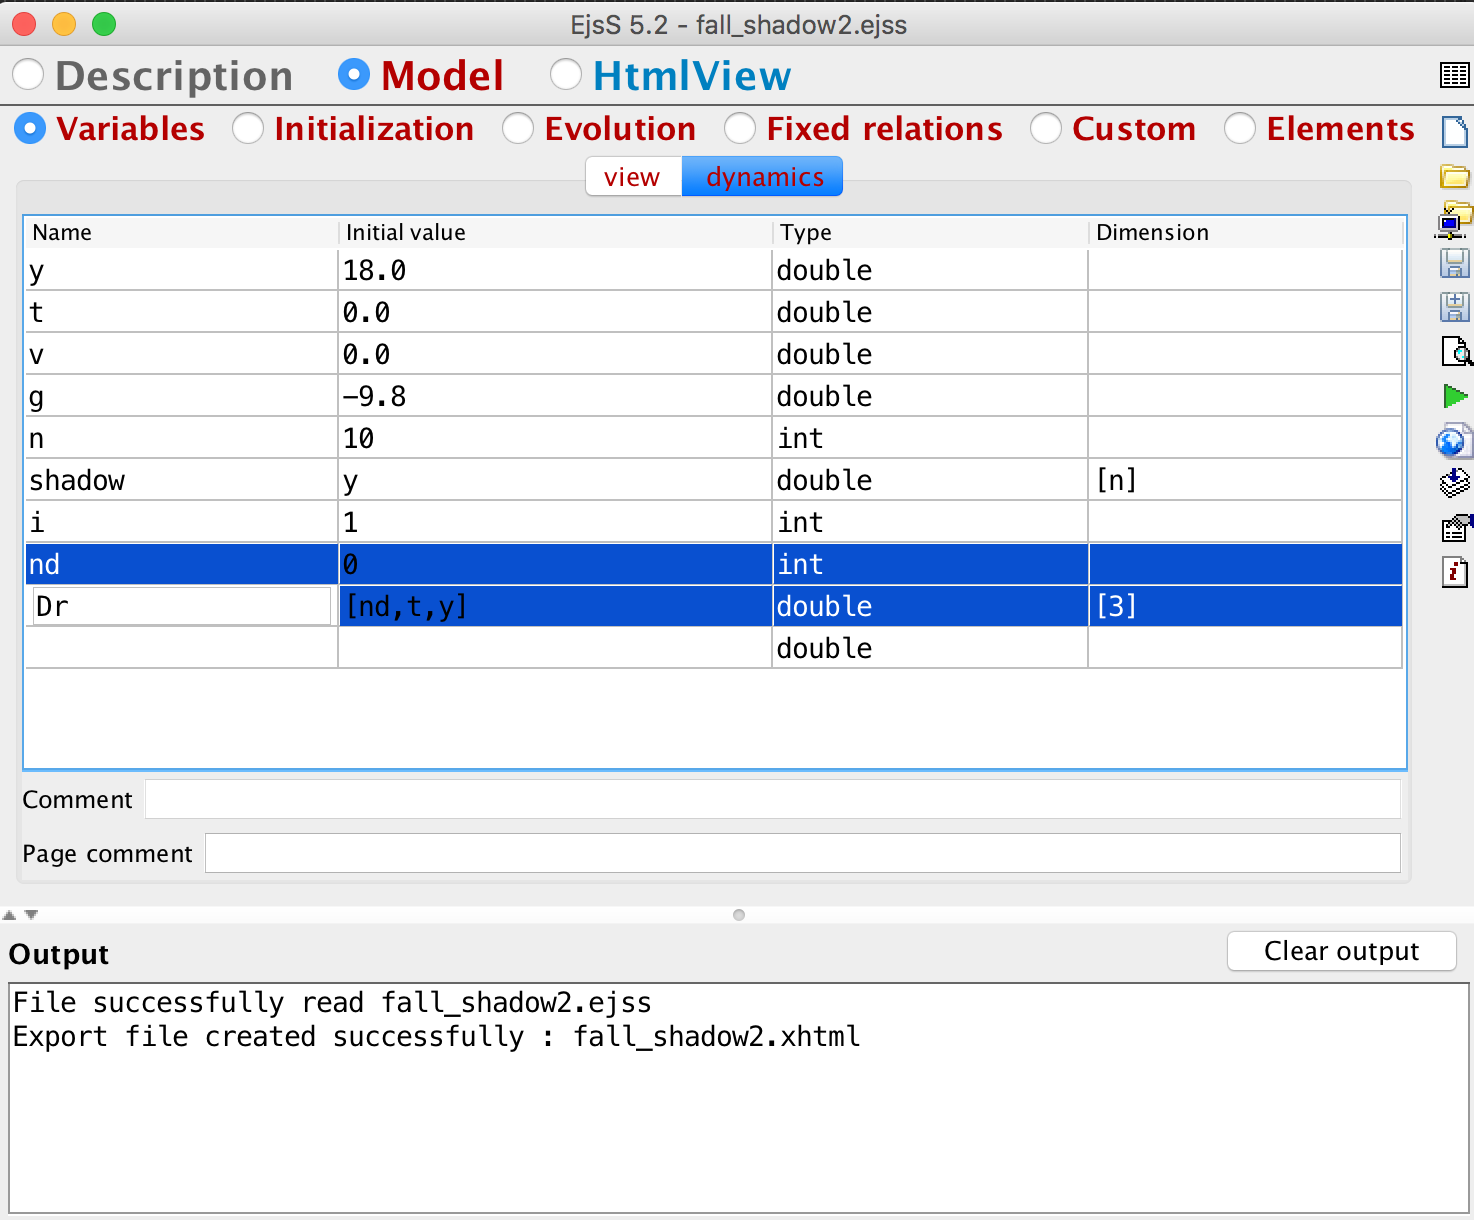 EjsS 5.2 - fall_shadow2.ejss
Description Model HtmlView
Variables Initialization Evolution Fixed relations Custom Elements
view dynamics
Name Initial value Type Dimension
y 18.0 double
t 0.0 double
v 0.0 double
g -9.8 double
n 10 int
shadow y double [n]
i 1 int
nd 0 int
Dr [nd,t,y] double [3]
double
Comment
Page comment
Output Clear output
File successfully read fall_shadow2.ejss
Export file created successfully : fall_shadow2.xhtml